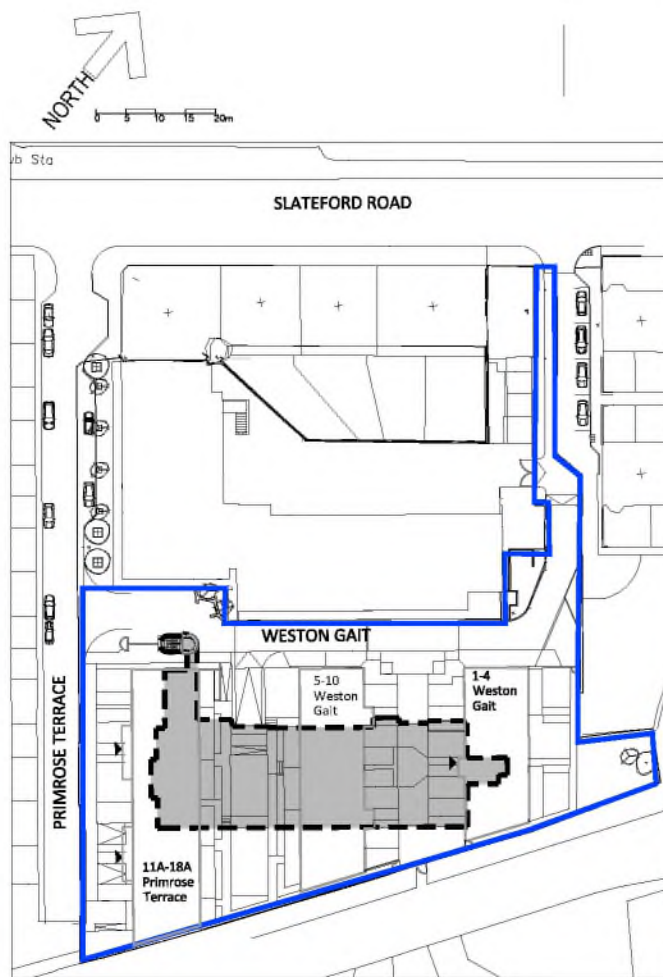 NORTH
0 5 10 15 20m
ub Sta
SLATEFORD ROAD
WESTON GAIT
PRIMROSE TERRACE
5-10
Weston
Gait
1-4
Weston
Gait
11A-18A
Primrose
Terrace